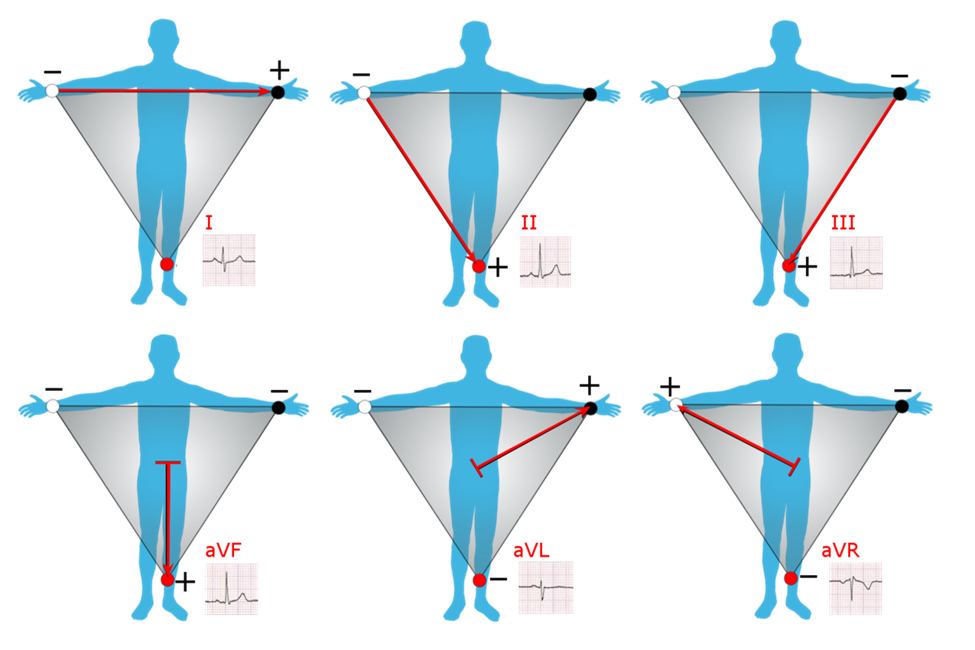 − +
I
− +
II
− +
III
− − +
aVF
− + −
aVL
+ − −
aVR